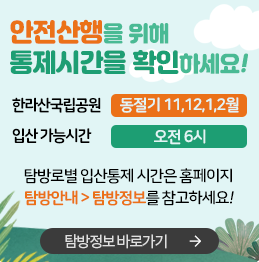 안전산행을 위해
통제시간을 확인하세요!
한라산국립공원 동절기 11,12,1,2월
입산 가능시간 오전 6시
탐방로별 입산통제 시간은 홈페이지
탐방안내 > 탐방정보를 참고하세요!
탐방정보 바로가기 →